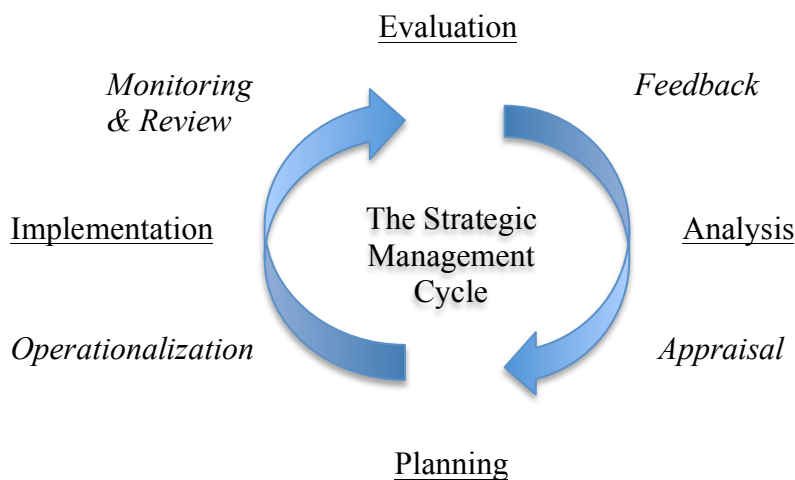 Evaluation
Monitoring
& Review
Feedback
The Strategic
Management
Cycle
Implementation
Analysis
Operationalization
Appraisal
Planning